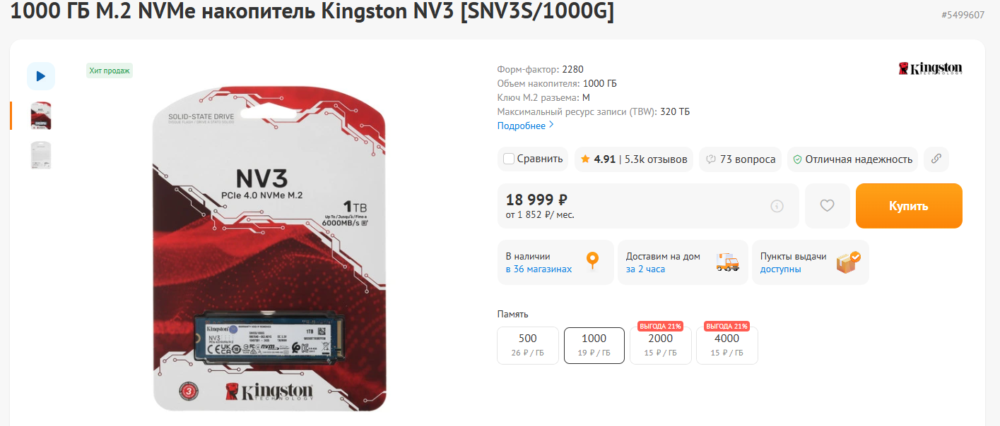 1000 ГБ M.2 NVMe накопитель Kingston NV3 [SNV3S/1000G]
#5499607
Хит продаж
SOLID-STATE DRIVE
NV3
PCIe 4.0 NVMe M.2
1TB
Up To/Jusqu'à/Fino a
6000MB/s
Kingston
NV3
1TB
3
Kingston
TECHNOLOGY
Форм-фактор: 2280
Объем накопителя: 1000 ГБ
Ключ M.2 разъема: M
Максимальный ресурс записи (TBW): 320 ТБ
Подробнее
Kingston
TECHNOLOGY
Сравнить
4.91 | 5.3k отзывов
73 вопроса
Отличная надежность
18 999 ₽
от 1 852 ₽/ мес.
Купить
В наличии
в 36 магазинах
Доставим на дом
за 2 часа
Пункты выдачи
доступны
Память
500
26 ₽ / ГБ
1000
19 ₽ / ГБ
ВЫГОДА 21%
2000
15 ₽ / ГБ
ВЫГОДА 21%
4000
15 ₽ / ГБ